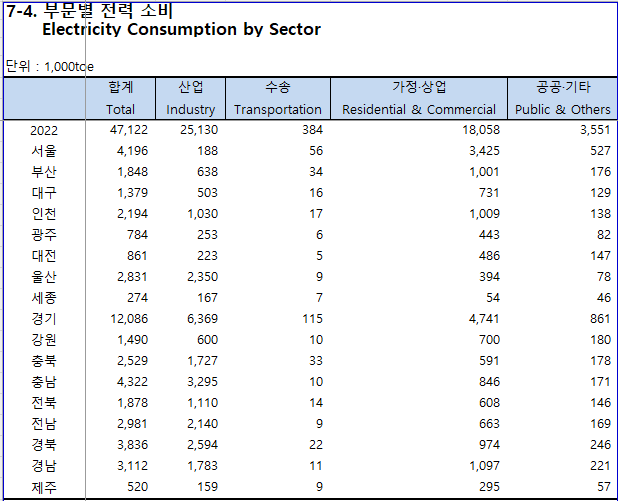 7-4. 부문별 전력 소비
Electricity Consumption by Sector
단위 : 1,000toe
합계 산업 수송 가정·상업 공공·기타
Total Industry Transportation Residential & Commercial Public & Others
2022 47,122 25,130 384 18,058 3,551
서울 4,196 188 56 3,425 527
부산 1,848 638 34 1,001 176
대구 1,379 503 16 731 129
인천 2,194 1,030 17 1,009 138
광주 784 253 6 443 82
대전 861 223 5 486 147
울산 2,831 2,350 9 394 78
세종 274 167 7 54 46
경기 12,086 6,369 115 4,741 861
강원 1,490 600 10 700 180
충북 2,529 1,727 33 591 178
충남 4,322 3,295 10 846 171
전북 1,878 1,110 14 608 146
전남 2,981 2,140 9 663 169
경북 3,836 2,594 22 974 246
경남 3,112 1,783 11 1,097 221
제주 520 159 9 295 57